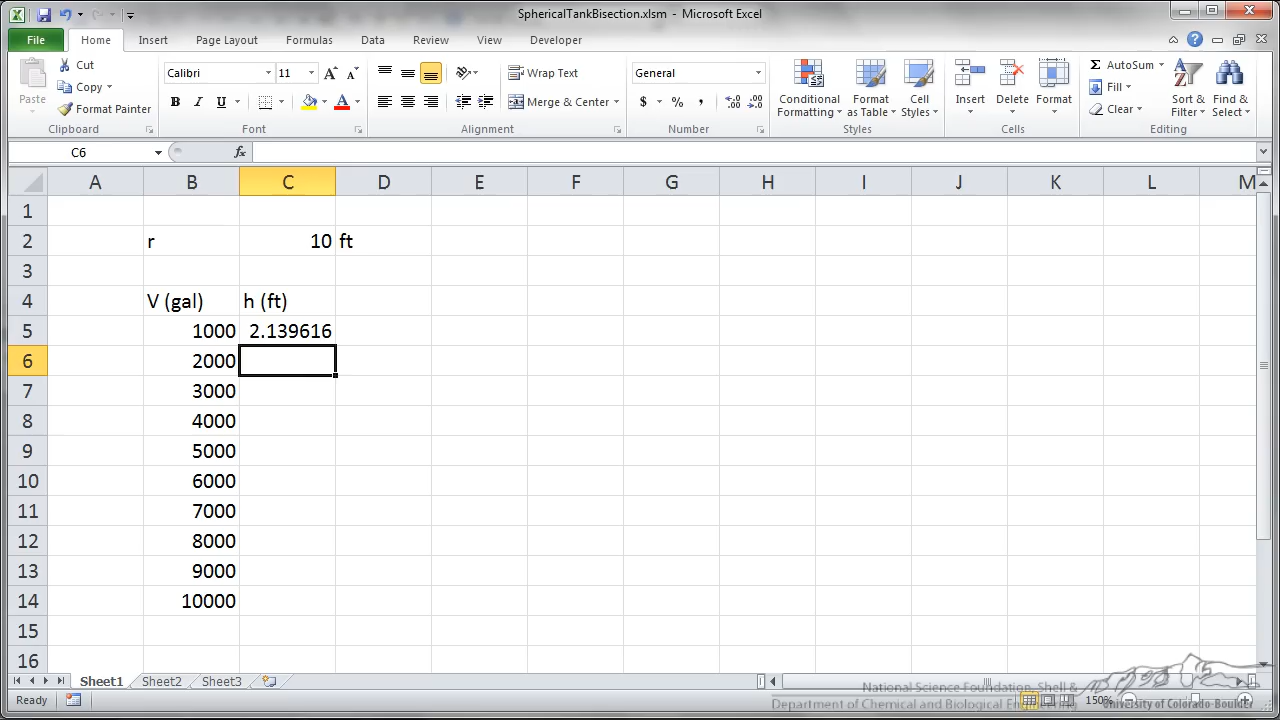 SphericalTankBisection.xlsm - Microsoft Excel
File Home Insert Page Layout Formulas Data Review View Developer
Paste Cut Copy Format Painter
Calibri 11
B I U A
Wrap Text
Merge & Center
General
$ % ,
Conditional Formatting Format as Table Cell Styles
Insert Delete Format
Σ AutoSum
Fill
Clear
Sort & Filter Find & Select
Clipboard Font Alignment Number Styles Cells Editing
C6 fx
A B C D E F G H I J K L M
1
2 r 10 ft
3
4 V (gal) h (ft)
5 1000 2.139616
6 2000
7 3000
8 4000
9 5000
10 6000
11 7000
12 8000
13 9000
14 10000
15
16
Sheet1 Sheet2 Sheet3
National Science Foundation, Shell &
Ready 150%
Department of Chemical and Biological Engineering University of Colorado-Boulder